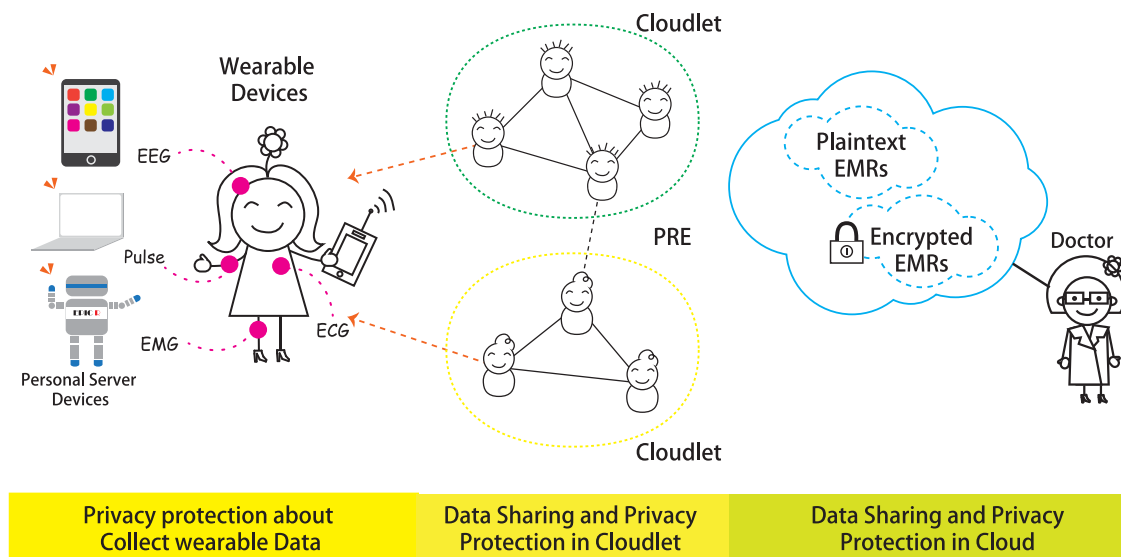 Cloudlet
Wearable
Devices
EEG
Plaintext
EMRs
Pulse
PRE
Encrypted
EMRs
Doctor
EPIC E
EMG
ECG
Personal Server
Devices
Cloudlet
Privacy protection about
Collect wearable Data
Data Sharing and Privacy
Protection in Cloudlet
Data Sharing and Privacy
Protection in Cloud